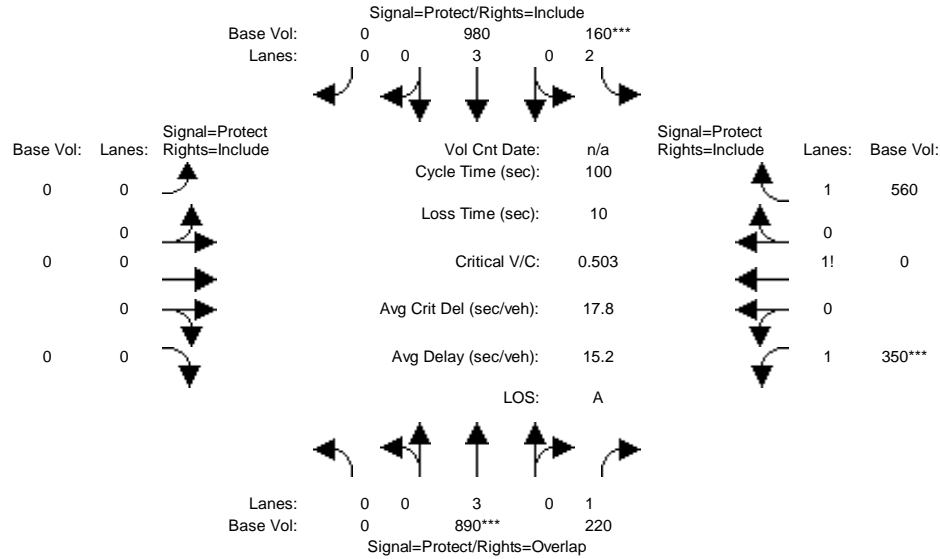 Signal=Protect/Rights=Include
Base Vol: 0 980 160***
Lanes: 0 0 3 0 2
Signal=Protect
Base Vol: Lanes: Rights=Include
Vol Cnt Date: n/a
Signal=Protect
Rights=Include Lanes: Base Vol:
Cycle Time (sec): 100
0 0
1 560
Loss Time (sec): 10
0
0
0 0
Critical V/C: 0.503
1! 0
0
Avg Crit Del (sec/veh): 17.8
0
0 0
Avg Delay (sec/veh): 15.2
1 350***
LOS: A
Lanes: 0 0 3 0 1
Base Vol: 0 890*** 220
Signal=Protect/Rights=Overlap